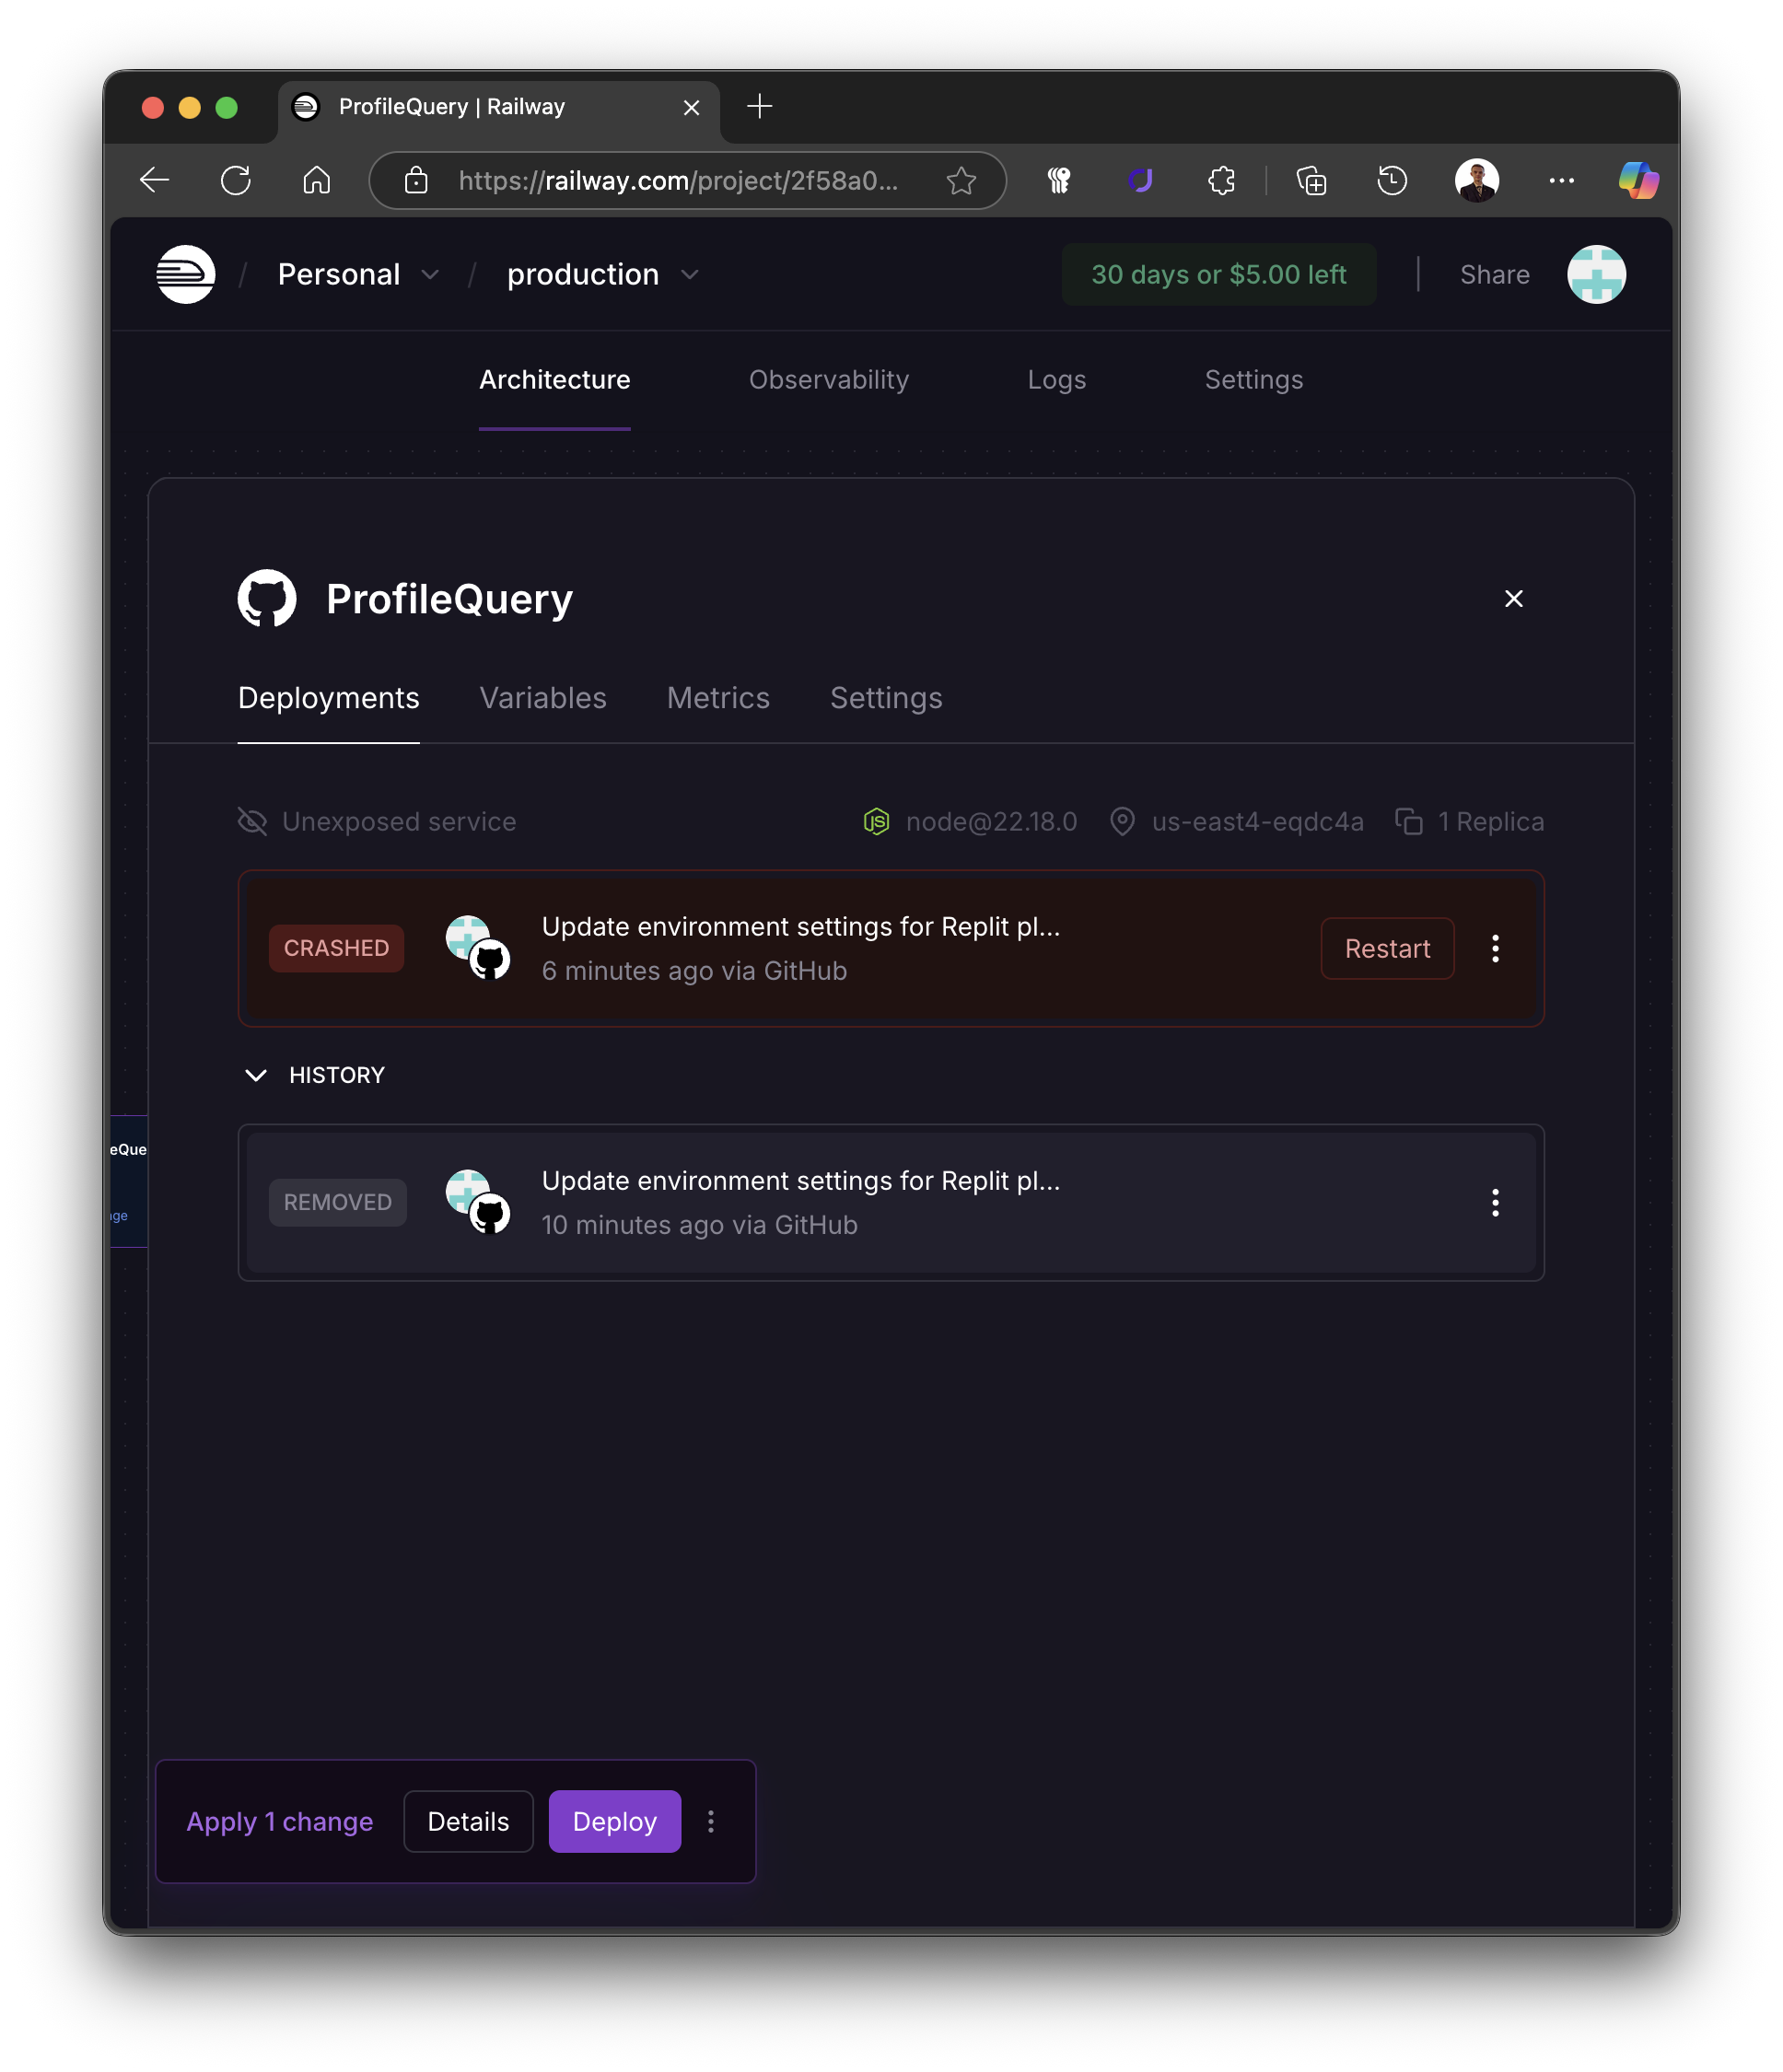 ProfileQuery | Railway
https://railway.com/project/2f58a0...
/ Personal / production 30 days or $5.00 left | Share
Architecture Observability Logs Settings
ProfileQuery
Deployments Variables Metrics Settings
Unexposed service JS node@22.18.0 us-east4-eqdc4a 1 Replica
CRASHED Update environment settings for Replit pl... Restart
6 minutes ago via GitHub
HISTORY
eQue
REMOVED Update environment settings for Replit pl...
nge
10 minutes ago via GitHub
Apply 1 change Details Deploy